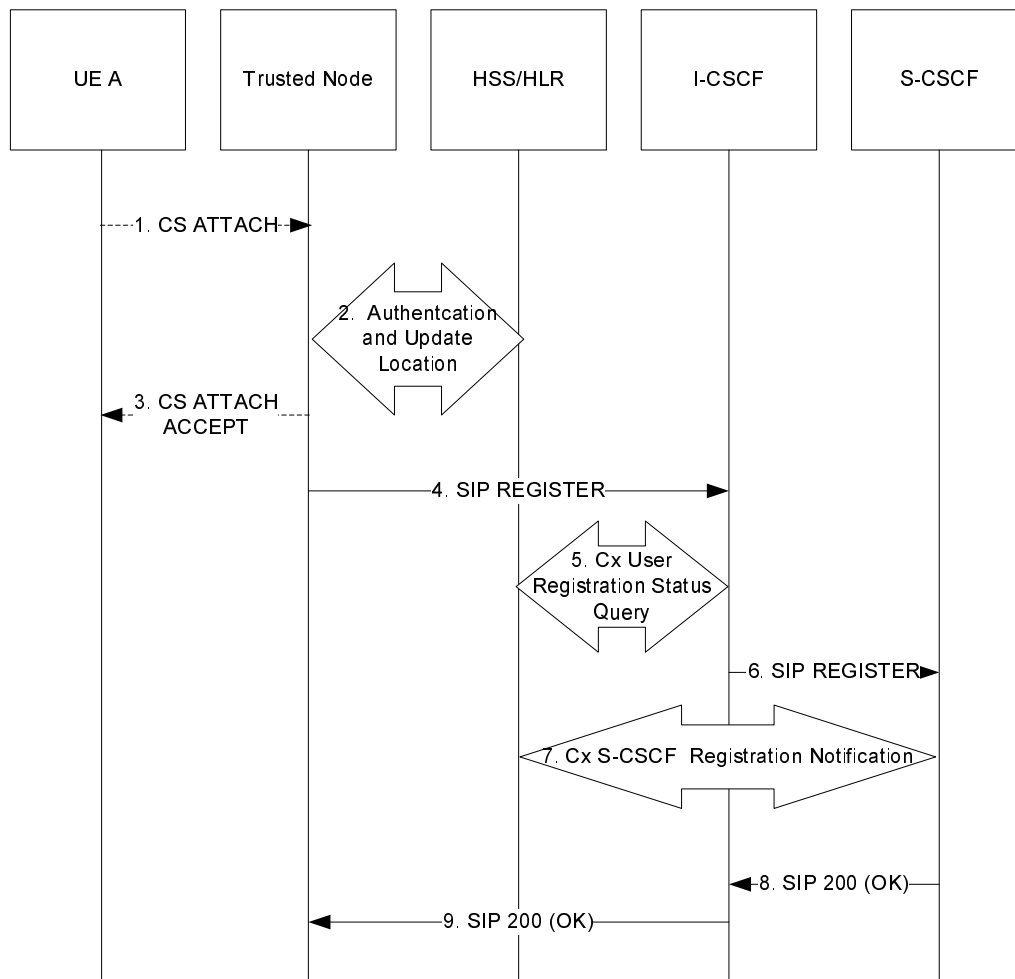 UE A
Trusted Node
HSS/HLR
I-CSCF
S-CSCF
1. CS ATTACH
2. Authentcation
and Update
Location
3. CS ATTACH
ACCEPT
4. SIP REGISTER
5. Cx User
Registration Status
Query
6. SIP REGISTER
7. Cx S-CSCF Registration Notification
8. SIP 200 (OK)
9. SIP 200 (OK)